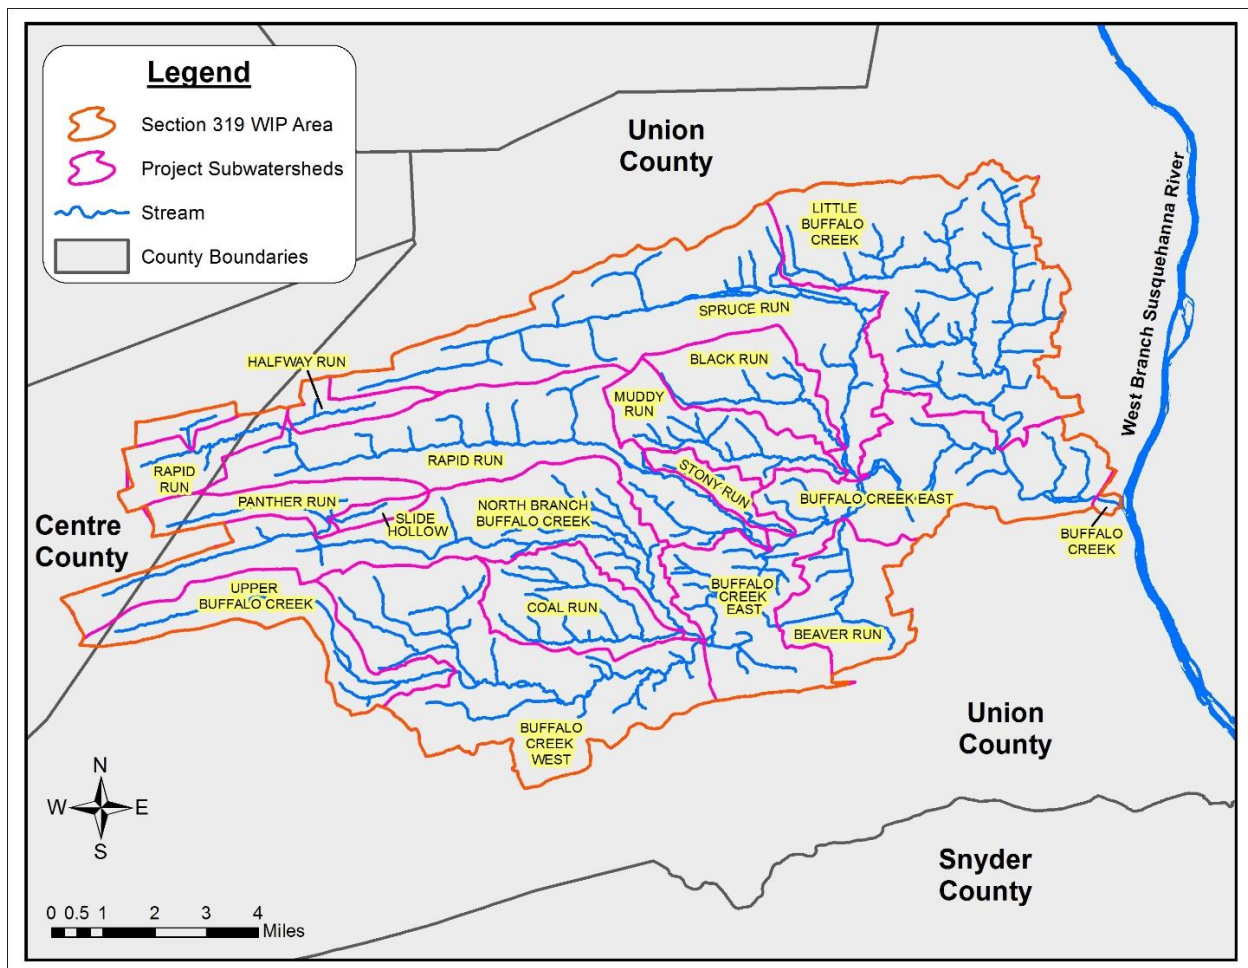 Legend
Section 319 WIP Area
Project Subwatersheds
Stream
County Boundaries
Union
County
West Branch Susquehanna River
LITTLE
BUFFALO
CREEK
SPRUCE RUN
HALFWAY RUN
BLACK RUN
MUDDY
RUN
RAPID RUN
RAPID
RUN
STONY RUN
PANTHER RUN
NORTH BRANCH
BUFFALO CREEK
BUFFALO CREEK EAST
SLIDE
HOLLOW
Centre
County
BUFFALO
CREEK
UPPER
BUFFALO CREEK
BUFFALO
CREEK
EAST
COAL RUN
BEAVER RUN
BUFFALO
CREEK
WEST
Union
County
N
W E
S
Snyder
County
0 0.5 1 2 3 4
Miles